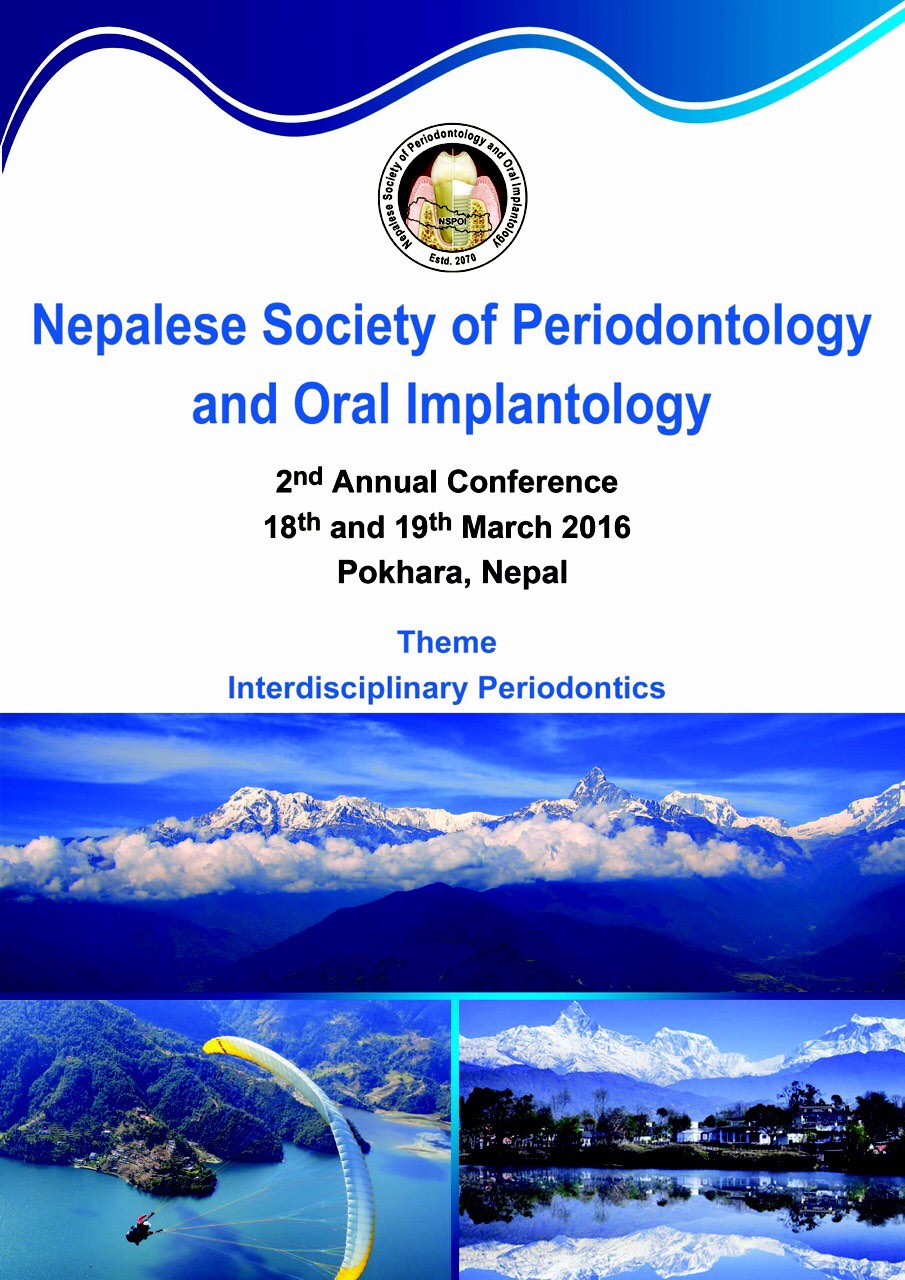 Nepalese Society of Periodontology and Oral Implantology
NSPOI
Estd. 2070
Nepalese Society of Periodontology
and Oral Implantology
2nd Annual Conference
18th and 19th March 2016
Pokhara, Nepal
Theme
Interdisciplinary Periodontics